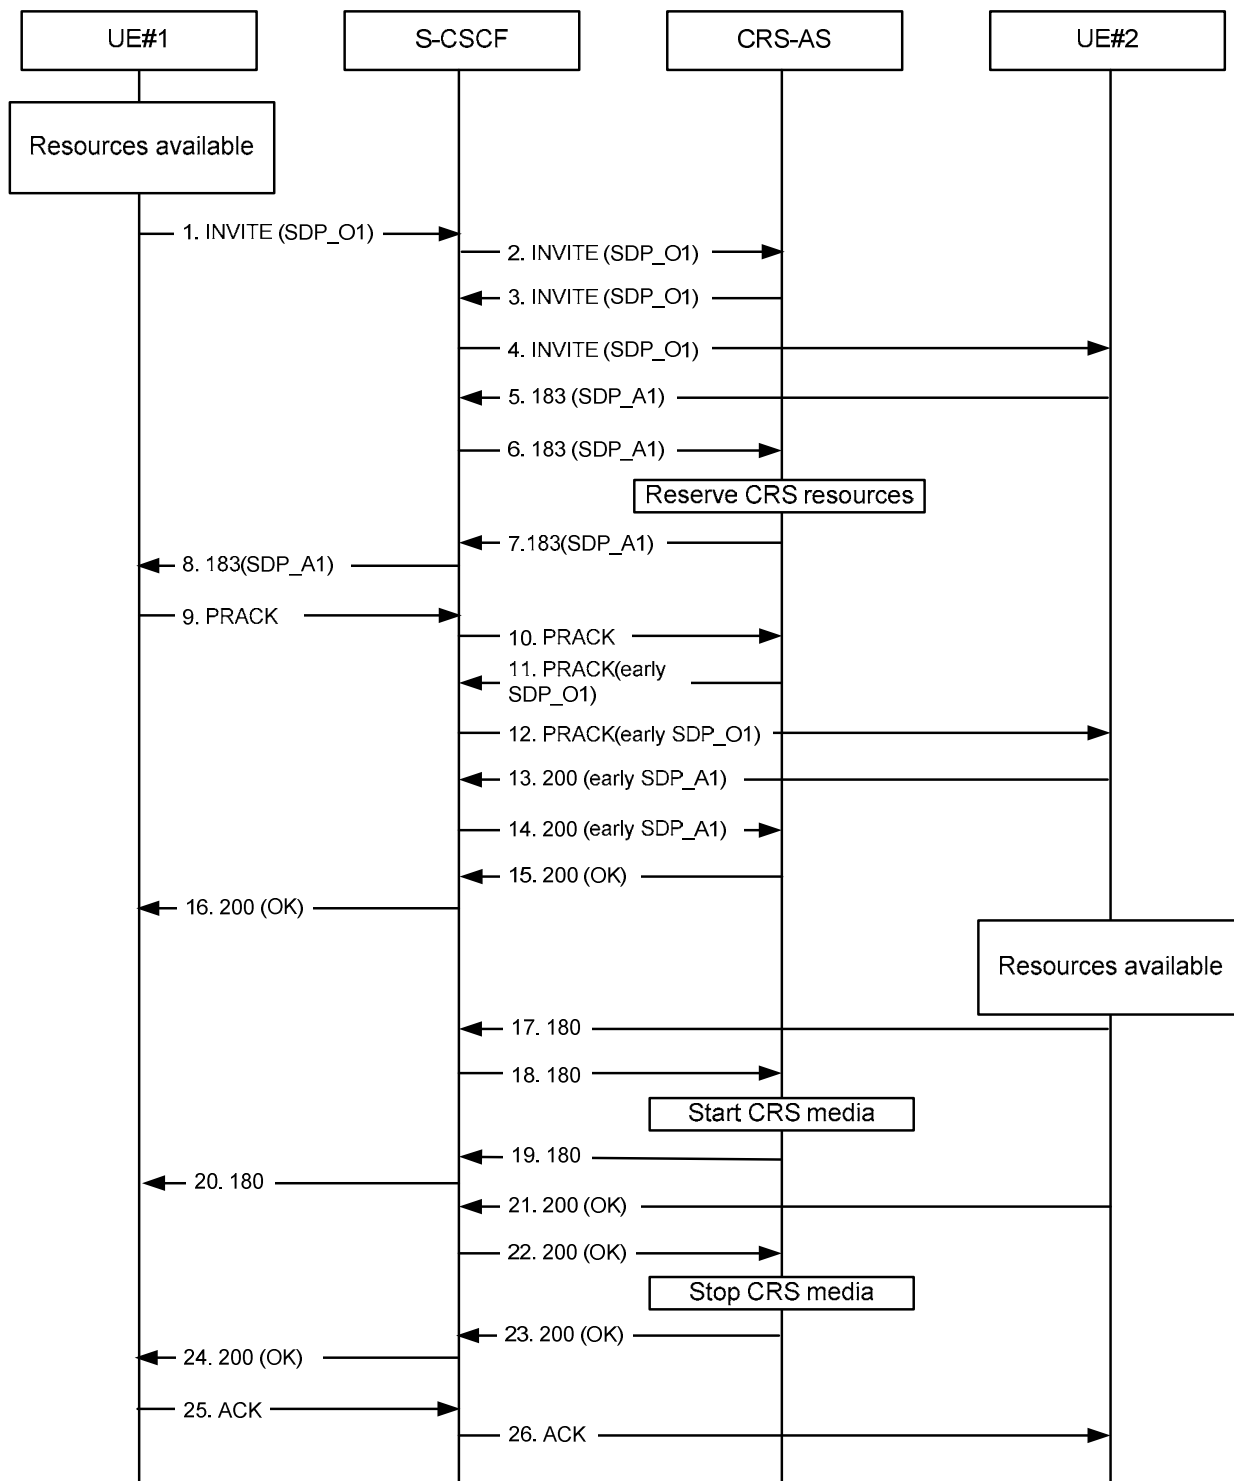 UE#1
S-CSCF
CRS-AS
UE#2
Resources available
1. INVITE (SDP_O1)
2. INVITE (SDP_O1)
3. INVITE (SDP_O1)
4. INVITE (SDP_O1)
5. 183 (SDP_A1)
6. 183 (SDP_A1)
Reserve CRS resources
7.183(SDP_A1)
8. 183(SDP_A1)
9. PRACK
10. PRACK
11. PRACK(early
SDP_O1)
12. PRACK(early SDP_O1)
13. 200 (early SDP_A1)
14. 200 (early SDP_A1)
15. 200 (OK)
16. 200 (OK)
Resources available
17. 180
18. 180
Start CRS media
19. 180
20. 180
21. 200 (OK)
22. 200 (OK)
Stop CRS media
23. 200 (OK)
24. 200 (OK)
25. ACK
26. ACK